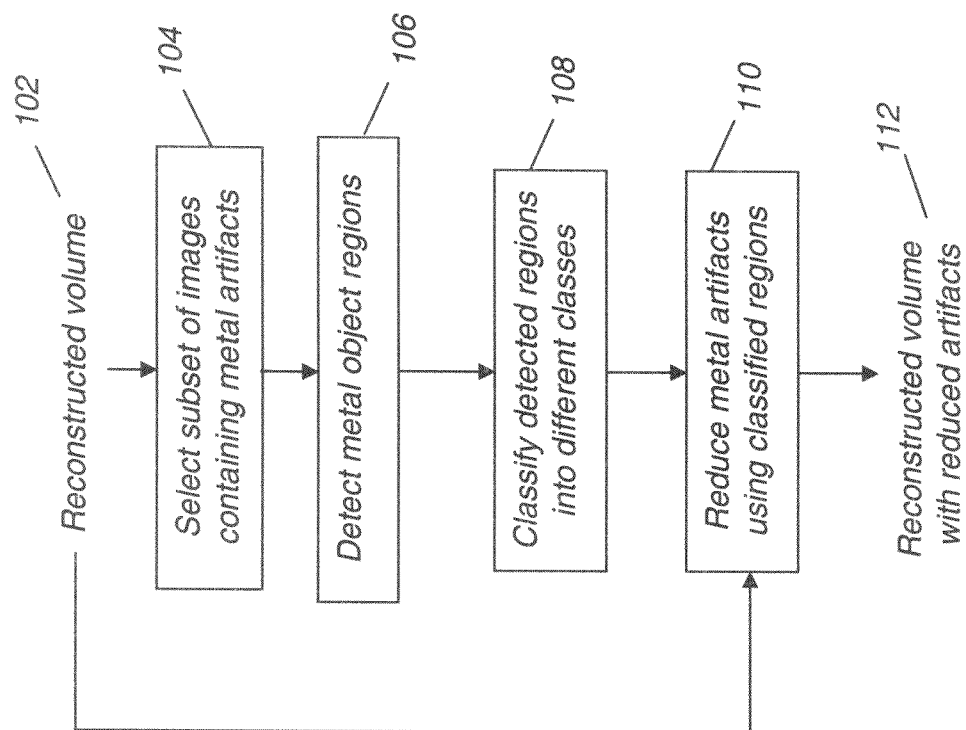 102
Reconstructed volume
104
Select subset of images
containing metal artifacts
106
Detect metal object regions
108
Classify detected regions
into different classes
110
Reduce metal artifacts
using classified regions
112
Reconstructed volume
with reduced artifacts